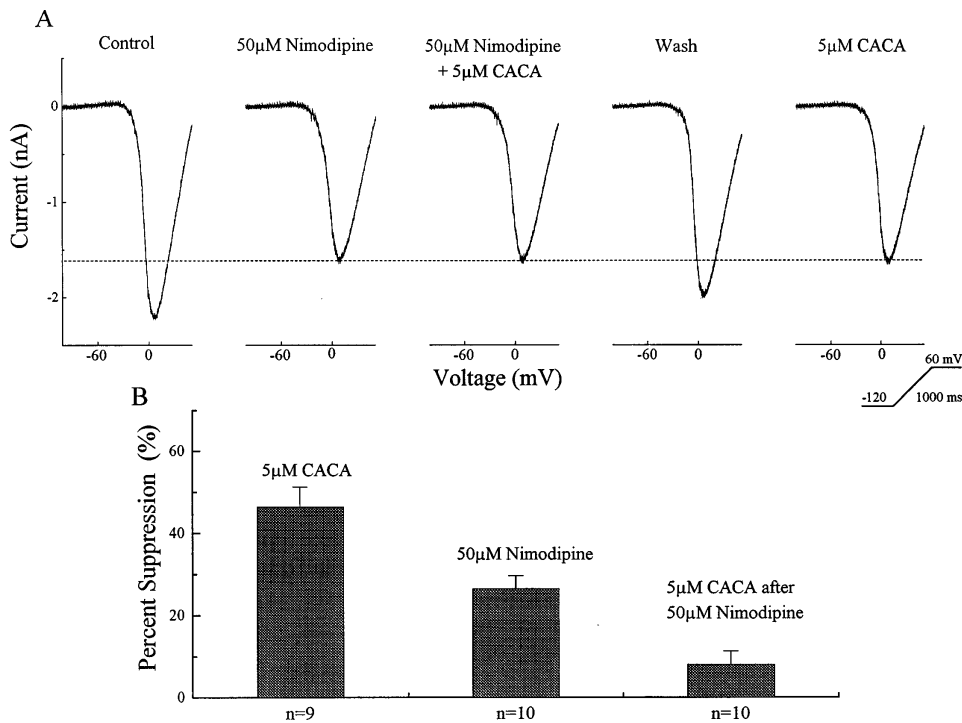 A
Control
50μM Nimodipine
50μM Nimodipine
+ 5μM CACA
Wash
5μM CACA
Current (nA)
0
-1
-2
-60 0
-60 0
-60 0
-60 0
-60 0
Voltage (mV)
60 mV
-120
1000 ms
B
Percent Suppression (%)
60
40
20
0
5μM CACA
50μM Nimodipine
5μM CACA after
50μM Nimodipine
n=9
n=10
n=10